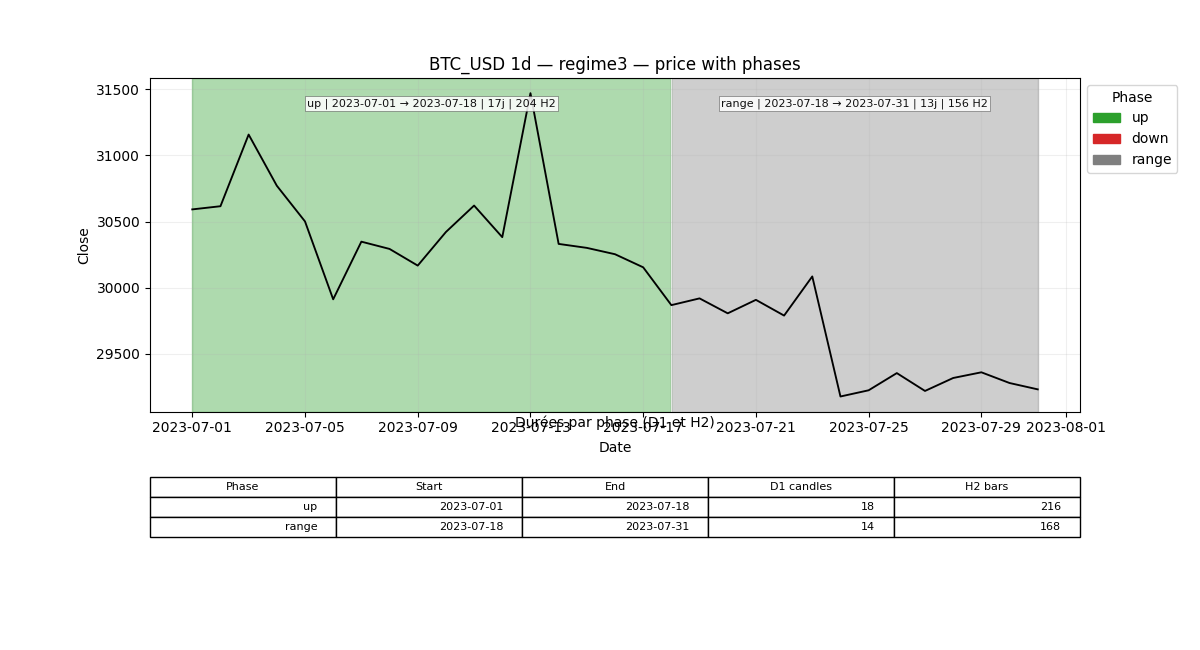 BTC_USD 1d — regime3 — price with phases
up | 2023-07-01 → 2023-07-18 | 17j | 204 H2
range | 2023-07-18 → 2023-07-31 | 13j | 156 H2
Phase
up
down
range
Close
31500
31000
30500
30000
29500
Durées par phase (D1 et H2)
2023-07-01 2023-07-05 2023-07-09 2023-07-13 2023-07-17 2023-07-21 2023-07-25 2023-07-29 2023-08-01
Date
Phase Start End D1 candles H2 bars
up 2023-07-01 2023-07-18 18 216
range 2023-07-18 2023-07-31 14 168